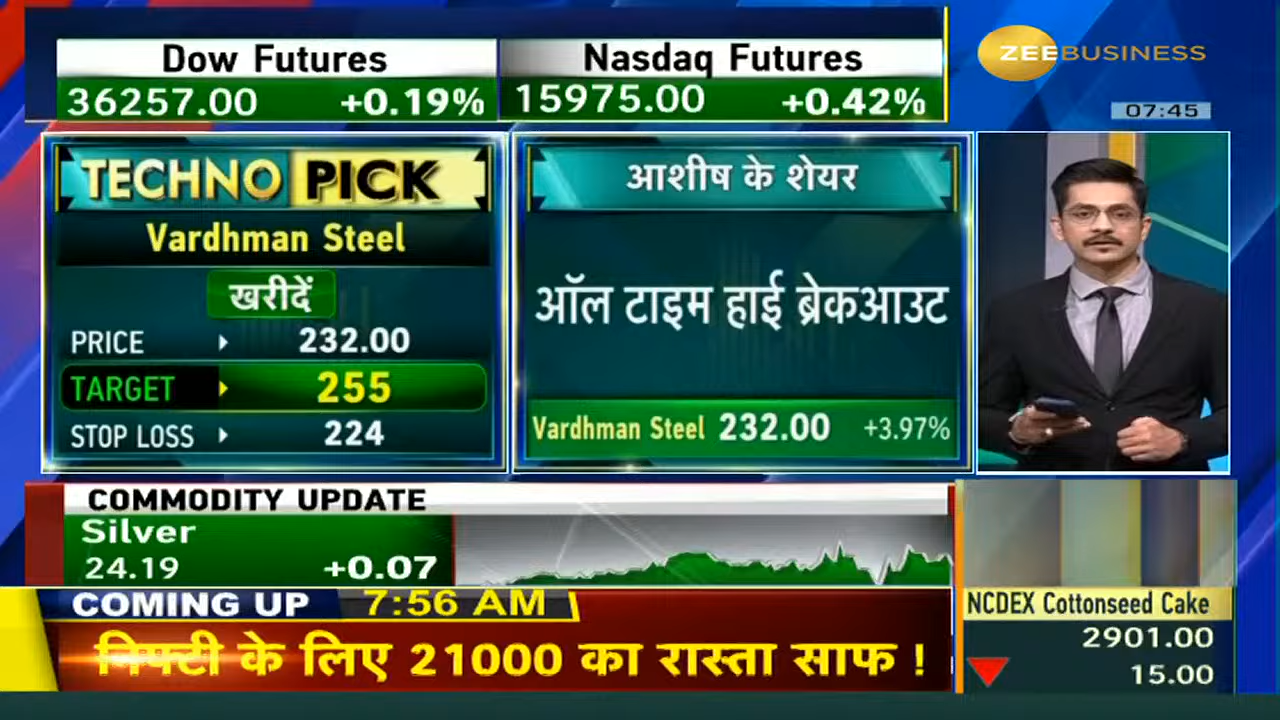 Dow Futures
36257.00 +0.19%
Nasdaq Futures
15975.00 +0.42%
ZEEBUSINESS
07:45
TECHNO PICK
Vardhman Steel
खरीदें
PRICE 232.00
TARGET 255
STOP LOSS 224
आशीष के शेयर
ऑल टाइम हाई ब्रेकआउट
Vardhman Steel 232.00 +3.97%
COMMODITY UPDATE
Silver
24.19 +0.07
COMING UP 7:56 AM
निफ्टी के लिए 21000 का रास्ता साफ !
NCDEX Cottonseed Cake
2901.00
15.00